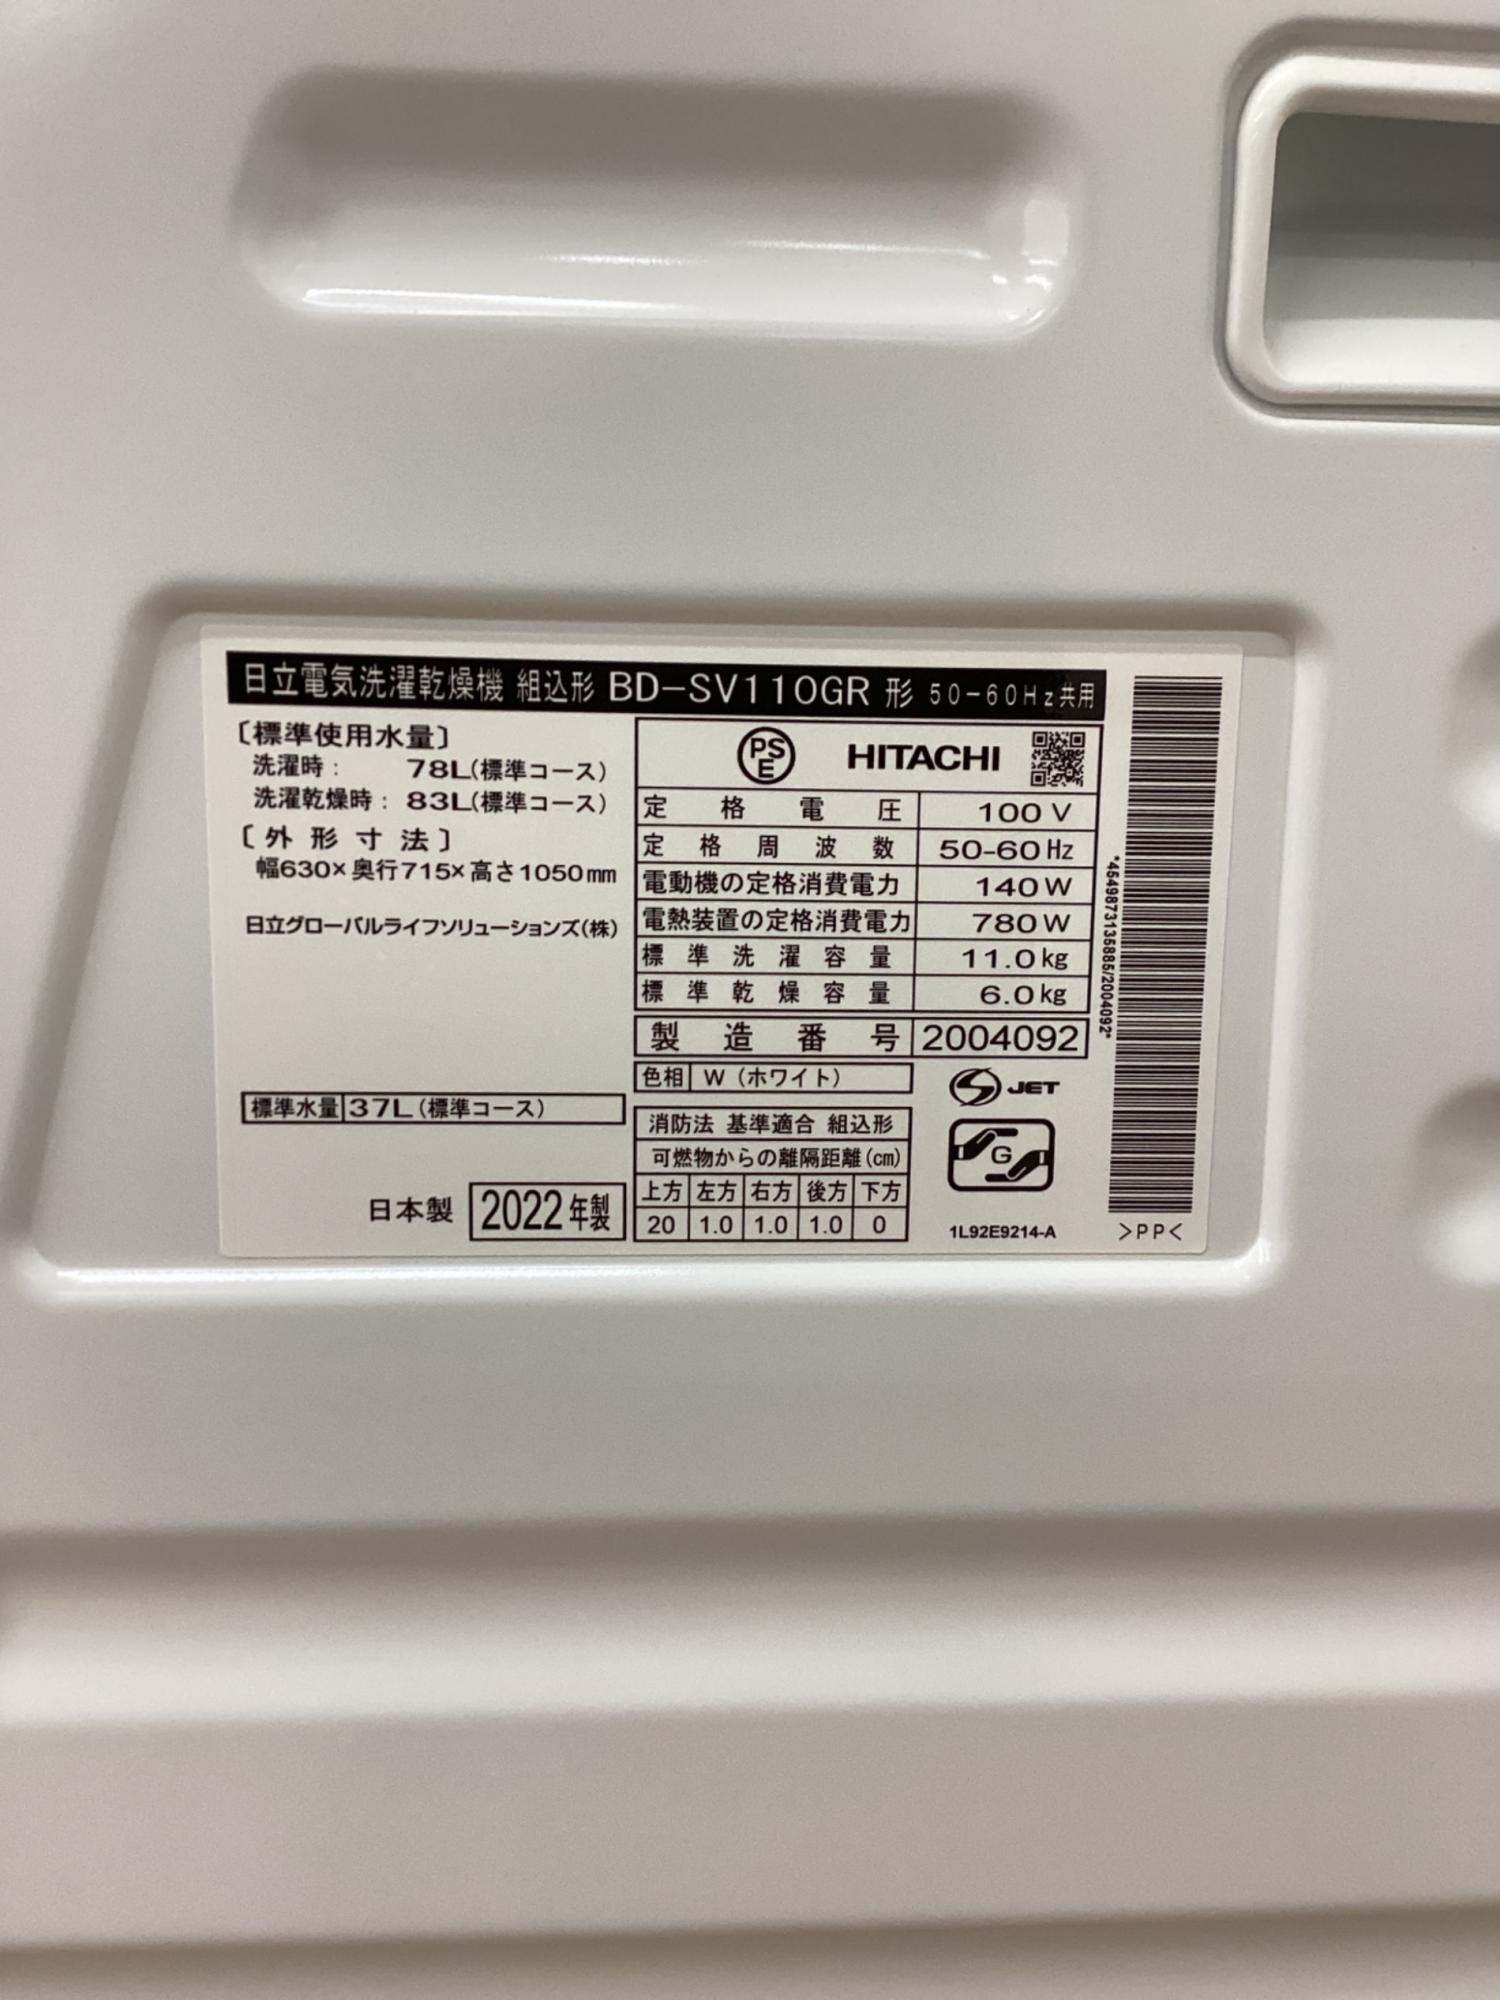 日立電気洗濯乾燥機 組込形 BD-SV110GR 形 50-60Hz共用
〔標準使用水量〕
洗濯時: 78L(標準コース)
洗濯乾燥時: 83L(標準コース)
〔外形寸法〕
幅630×奥行715×高さ1050mm
日立グローバルライフソリューションズ(株)
標準水量 37L(標準コース)
日本製 2022年製
PSE HITACHI
定格電圧 100V
定格周波数 50-60Hz
電動機の定格消費電力 140W
電熱装置の定格消費電力 780W
標準洗濯容量 11.0kg
標準乾燥容量 6.0kg
製造番号 2004092
色相 W(ホワイト)
消防法 基準適合 組込形
可燃物からの離隔距離(cm)
上方 左方 右方 後方 下方
20 1.0 1.0 1.0 0
S JET
G
1L92E9214-A
*4549873135885/2004092*
>PP<